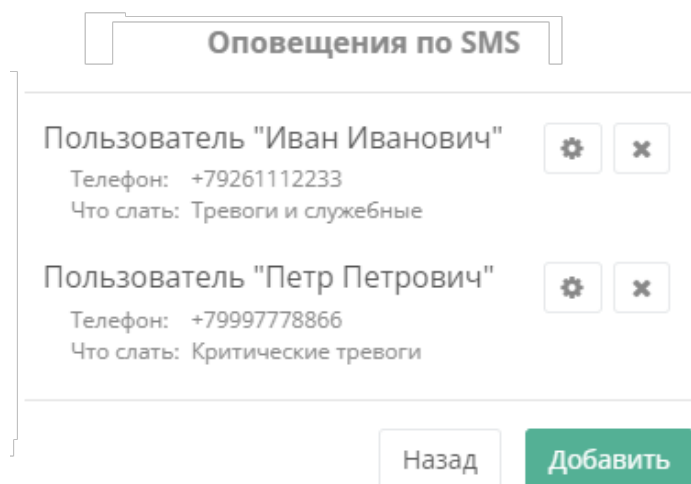 Оповещения по SMS
Пользователь "Иван Иванович"
Телефон: +79261112233
Что слать: Тревоги и служебные
Пользователь "Петр Петрович"
Телефон: +79997778866
Что слать: Критические тревоги
Назад Добавить